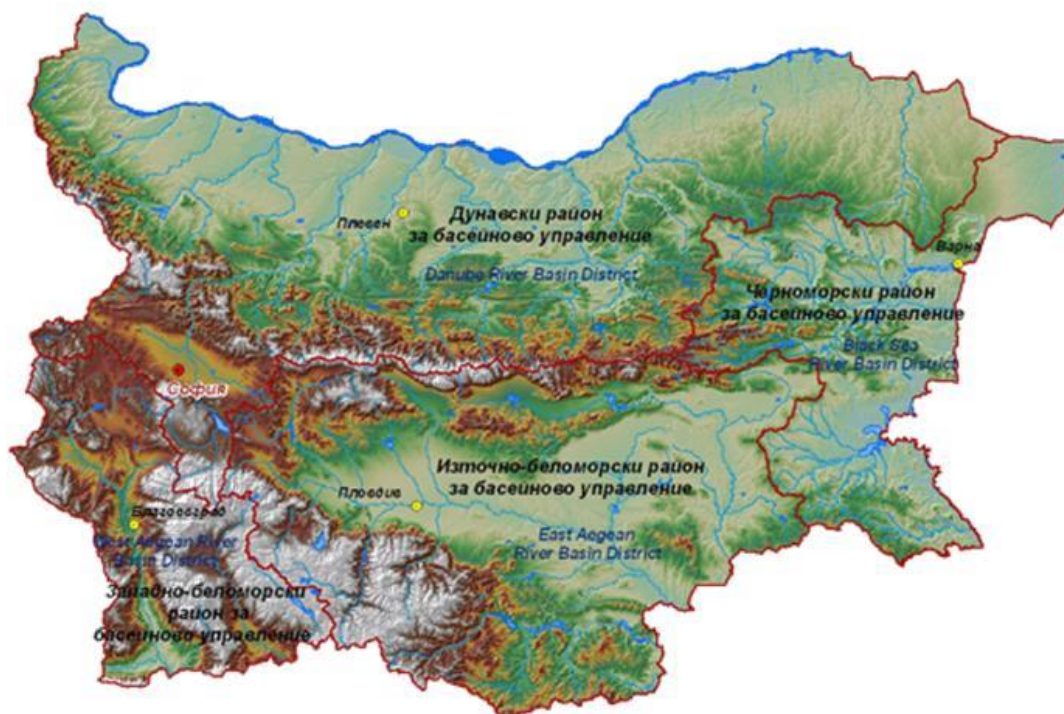 Плевен
Дунавски район
за басейново управление
Danube River Basin District
Варна
Черноморски район
за басейново управление
Black Sea
River Basin District
София
Източно-беломорски район
за басейново управление
Пловдив
East Aegean
River Basin District
Благоевград
West Aegean River
Basin District
Западно-беломорски
район за
басейново управление